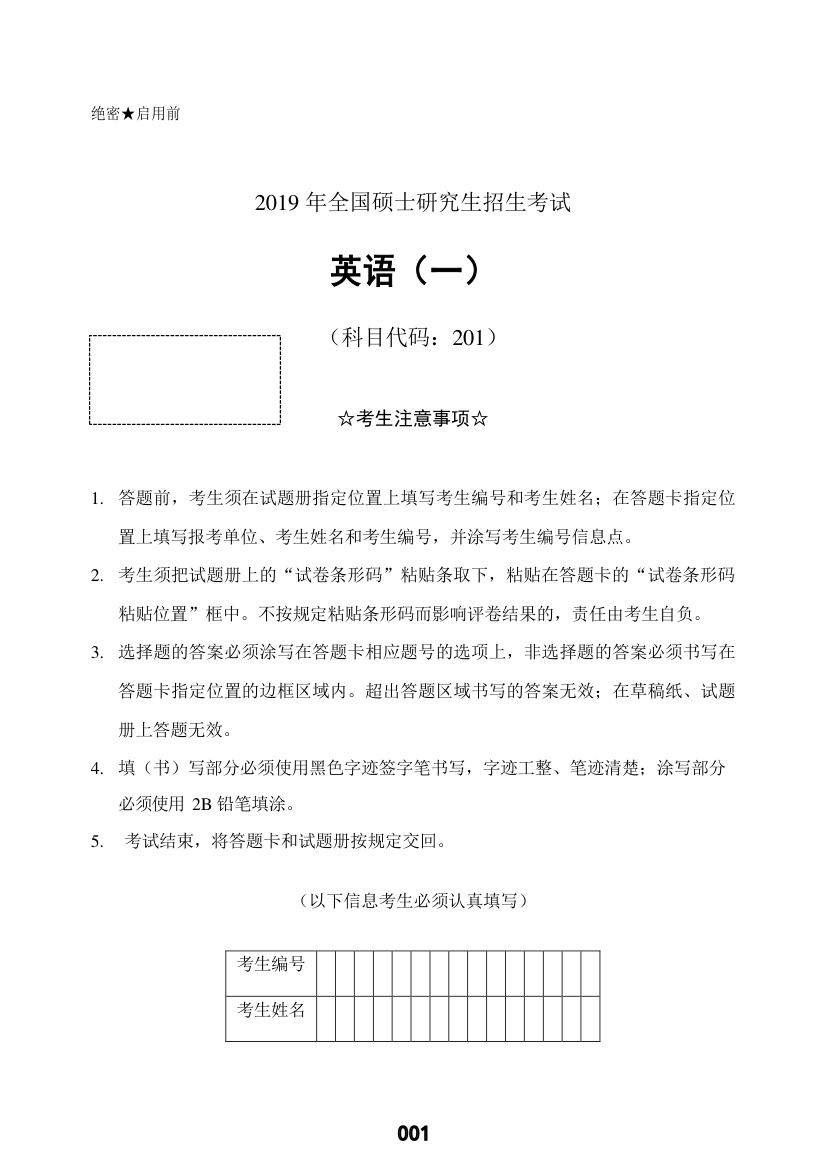 绝密★启用前
2019 年全国硕士研究生招生考试
英语（一）
（科目代码：201）
☆考生注意事项☆
1. 答题前，考生须在试题册指定位置上填写考生编号和考生姓名；在答题卡指定位
置上填写报考单位、考生姓名和考生编号，并涂写考生编号信息点。
2. 考生须把试题册上的“试卷条形码”粘贴条取下，粘贴在答题卡的“试卷条形码
粘贴位置”框中。不按规定粘贴条形码而影响评卷结果的，责任由考生自负。
3. 选择题的答案必须涂写在答题卡相应题号的选项上，非选择题的答案必须书写在
答题卡指定位置的边框区域内。超出答题区域书写的答案无效；在草稿纸、试题
册上答题无效。
4. 填（书）写部分必须使用黑色字迹签字笔书写，字迹工整、笔迹清楚；涂写部分
必须使用 2B 铅笔填涂。
5. 考试结束，将答题卡和试题册按规定交回。
（以下信息考生必须认真填写）
考生编号
考生姓名
001